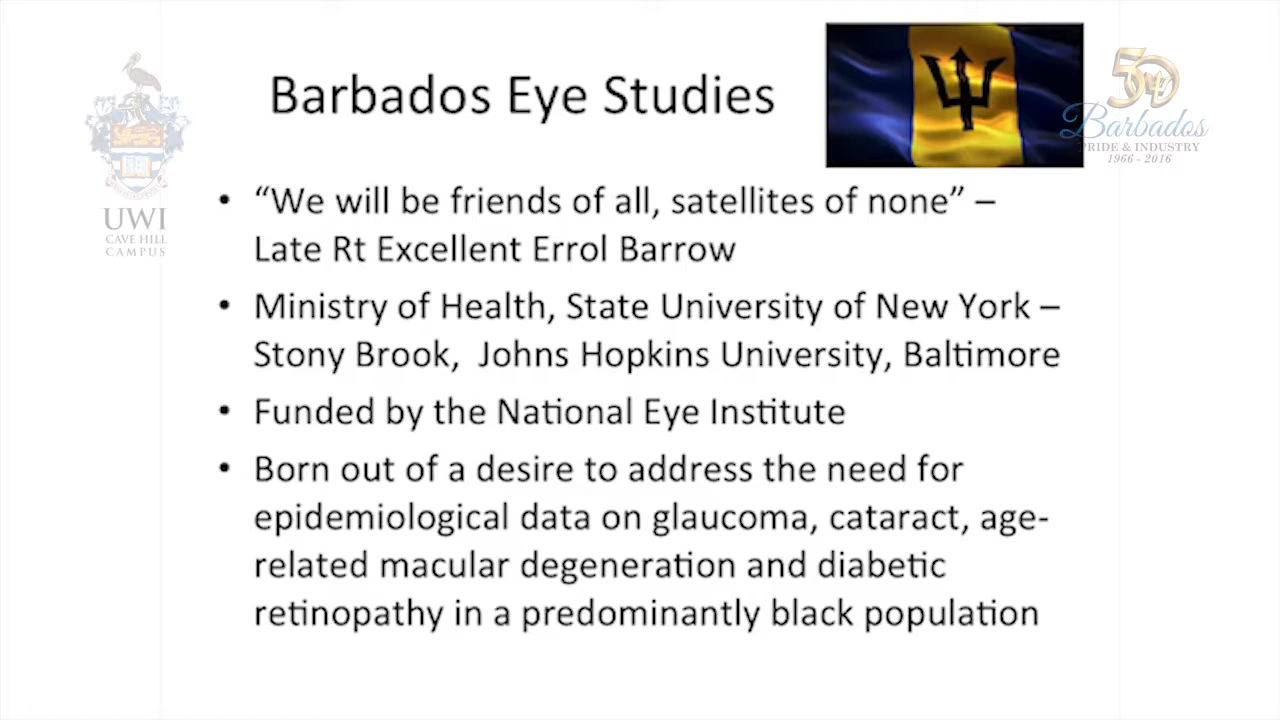 Barbados Eye Studies
50
Barbados
PRIDE & INDUSTRY
1966 - 2016
UWI
CAVE HILL
CAMPUS
• “We will be friends of all, satellites of none” –
Late Rt Excellent Errol Barrow
• Ministry of Health, State University of New York –
Stony Brook, Johns Hopkins University, Baltimore
• Funded by the National Eye Institute
• Born out of a desire to address the need for
epidemiological data on glaucoma, cataract, age-
related macular degeneration and diabetic
retinopathy in a predominantly black population